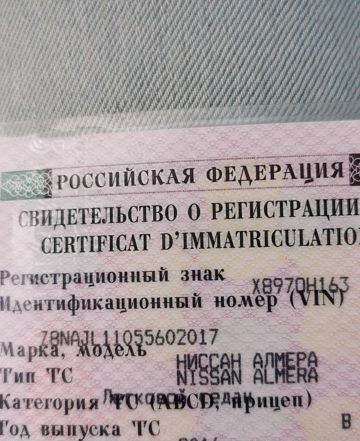 РОССИЙСКАЯ ФЕДЕРАЦИЯ
СВИДЕТЕЛЬСТВО О РЕГИСТРАЦИИ
CERTIFICAT D'IMMATRICULATIO
Регистрационный знак Х897ОН163
Идентификационный номер (VIN)
Z8NAJL11055602017
Марка, модель НИССАН АЛМЕРА
NISSAN ALMERA
Тип ТС Легковой седан
Категория ТС (ABCD, прицеп) В
Год выпуска ТС